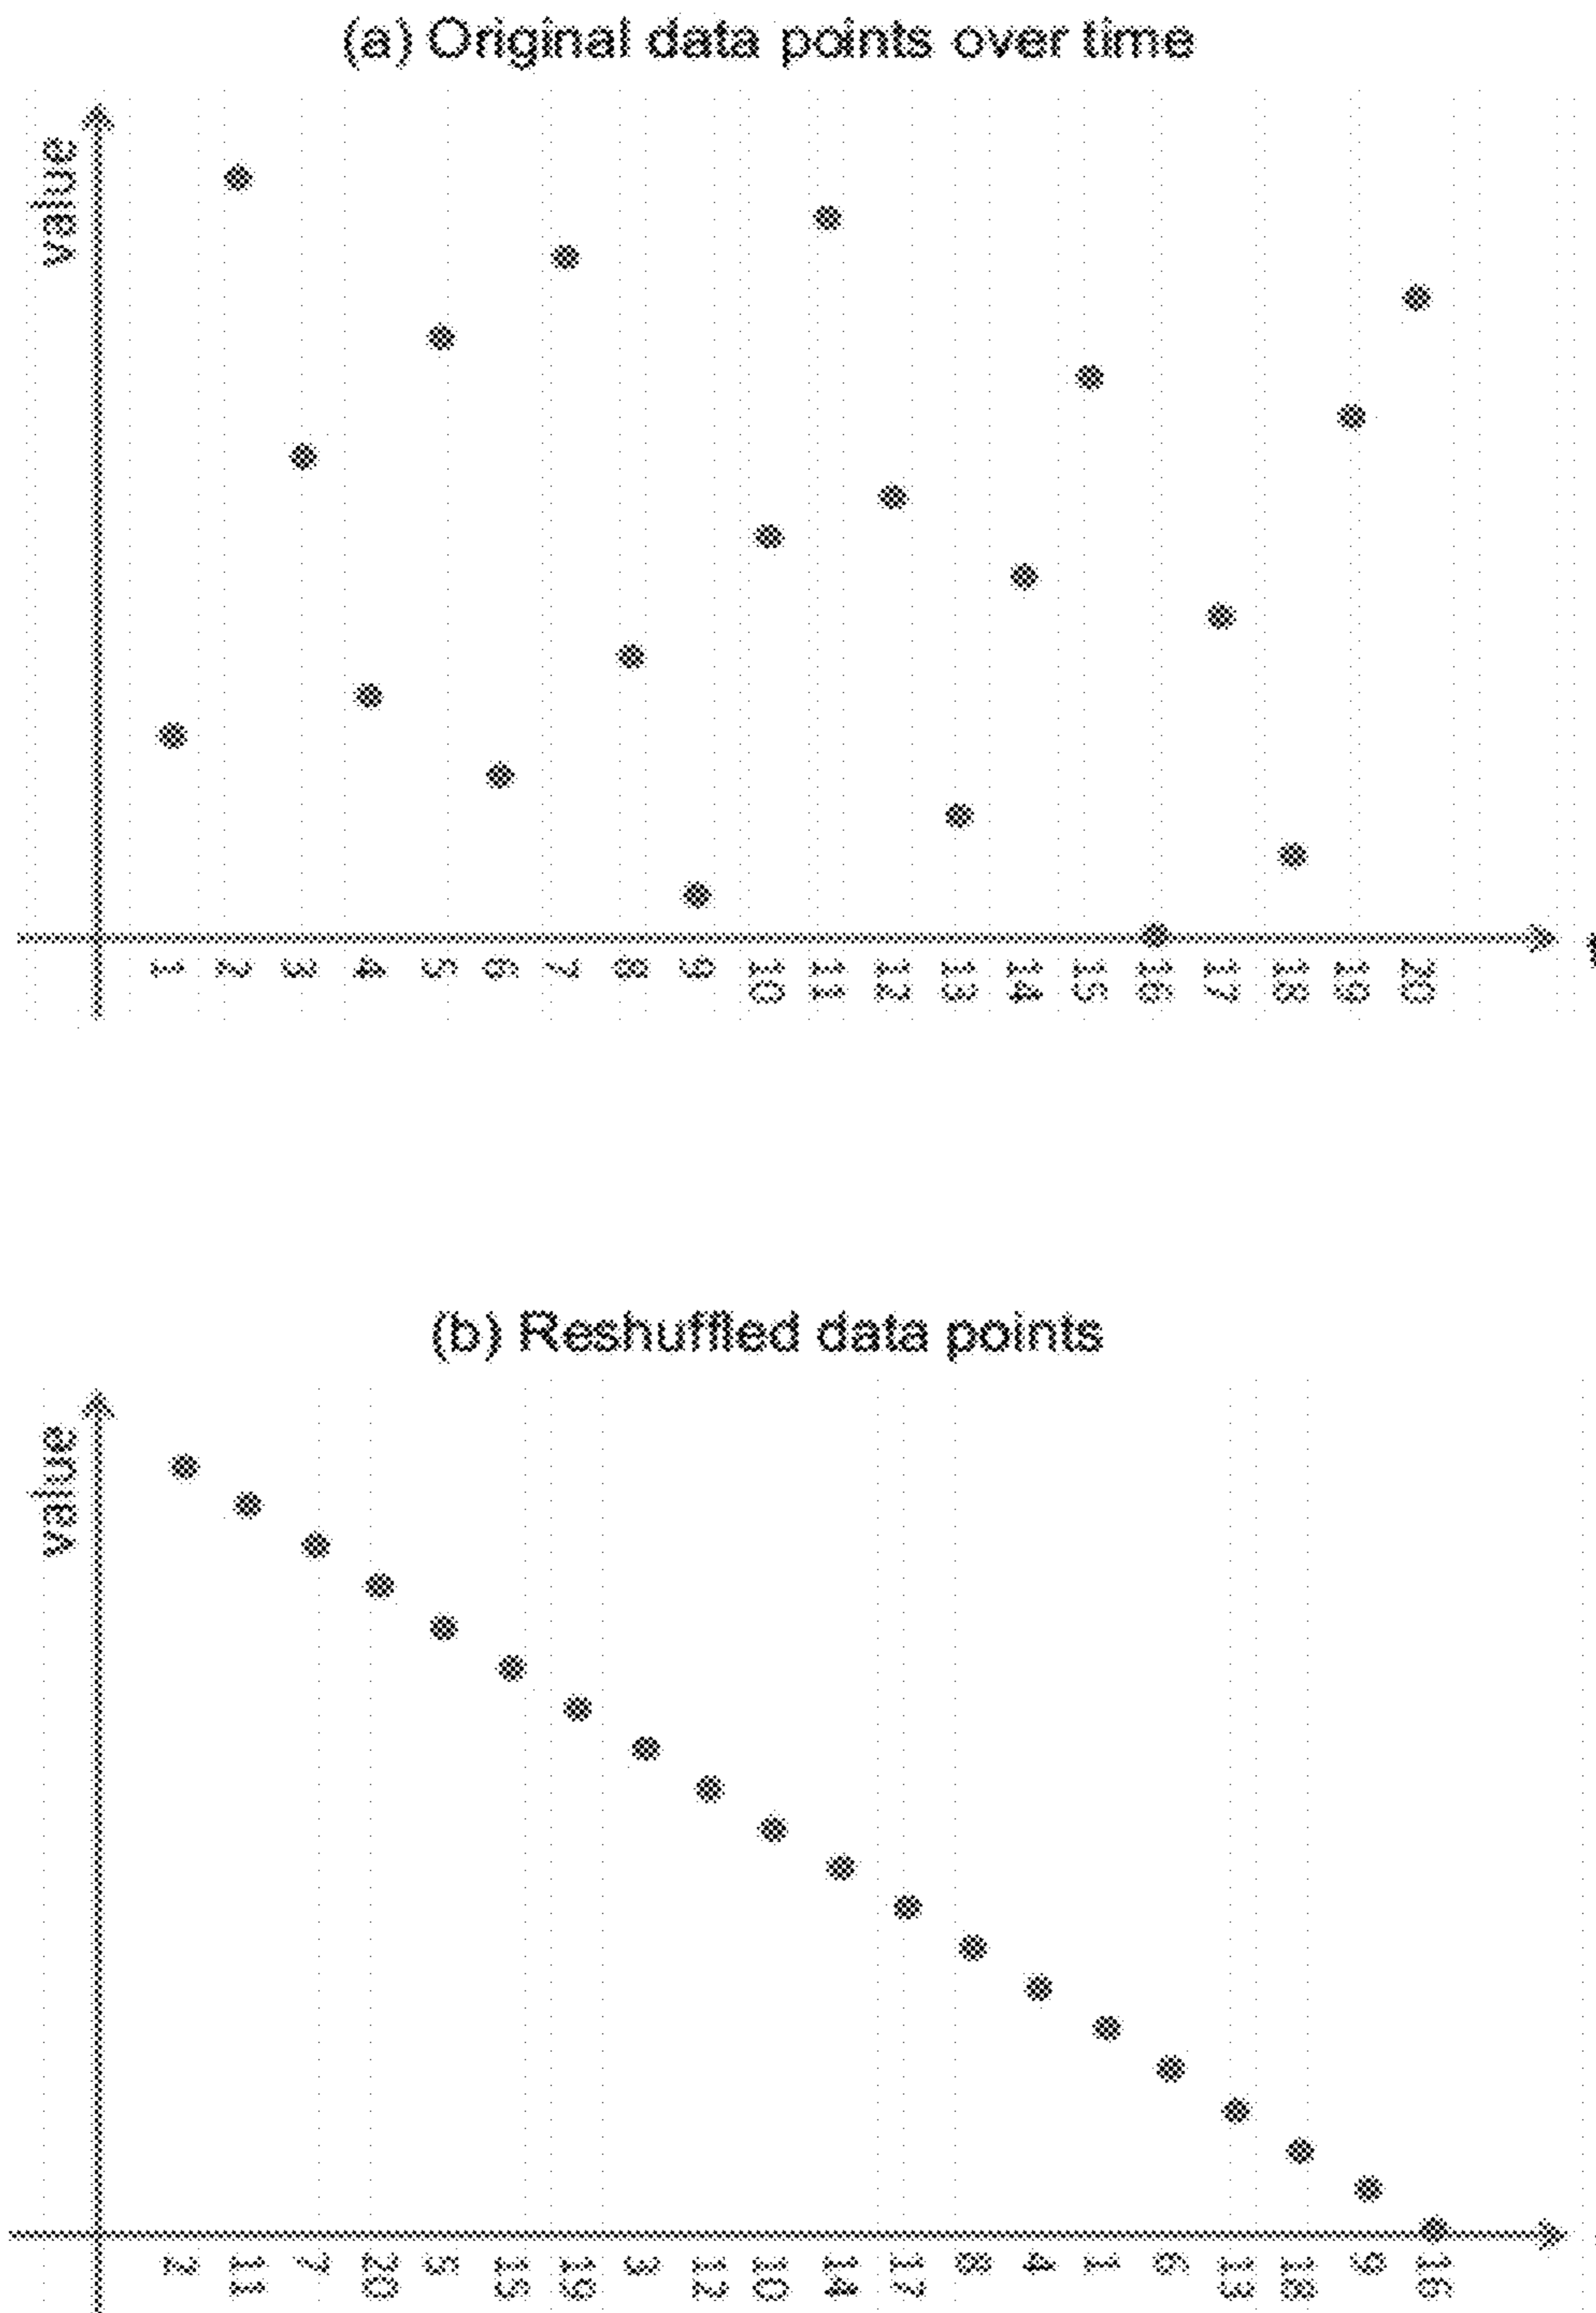 (a) Original data points over time
value
1 2 3 4 5 6 7 8 9 10 11 12 13 14 15 16 17 18 19 20
(b) Reshuffled data points
value
2 11 7 20 5 15 19 3 12 10 14 17 8 4 1 6 13 18 9 16